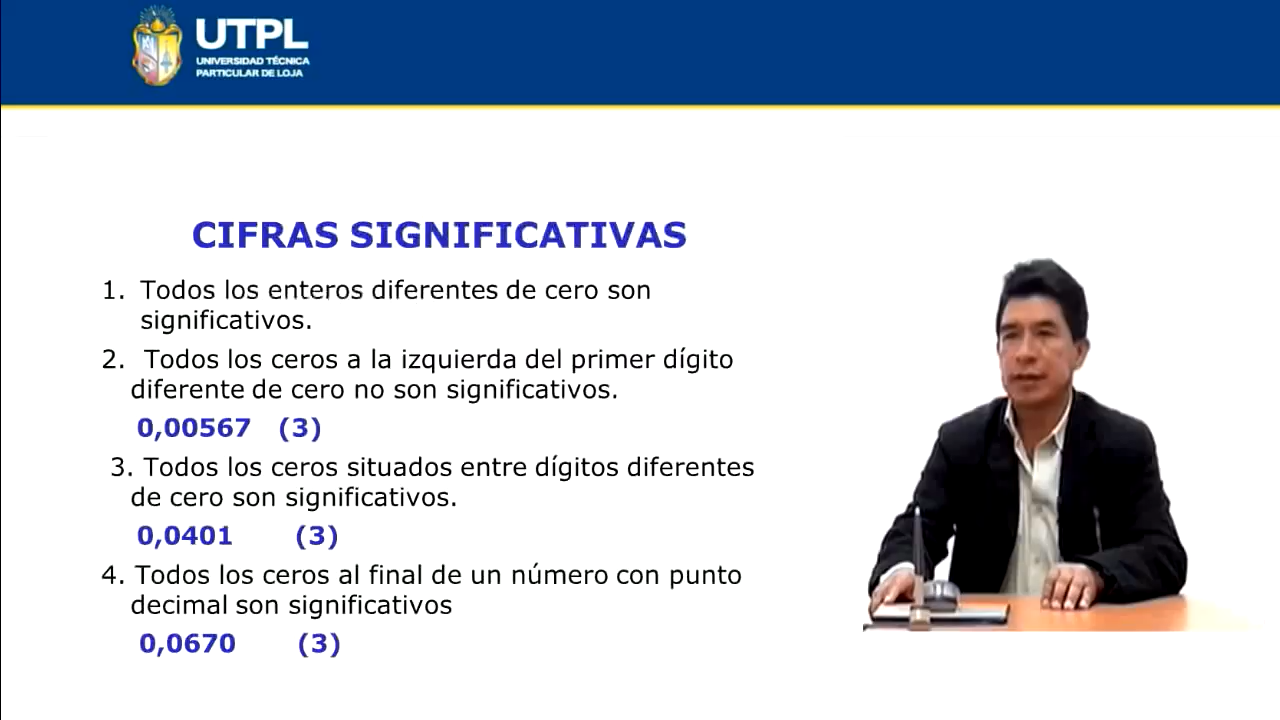 UTPL
UNIVERSIDAD TÉCNICA
PARTICULAR DE LOJA
CIFRAS SIGNIFICATIVAS
1. Todos los enteros diferentes de cero son
significativos.
2. Todos los ceros a la izquierda del primer dígito
diferente de cero no son significativos.
0,00567 (3)
3. Todos los ceros situados entre dígitos diferentes
de cero son significativos.
0,0401 (3)
4. Todos los ceros al final de un número con punto
decimal son significativos
0,0670 (3)